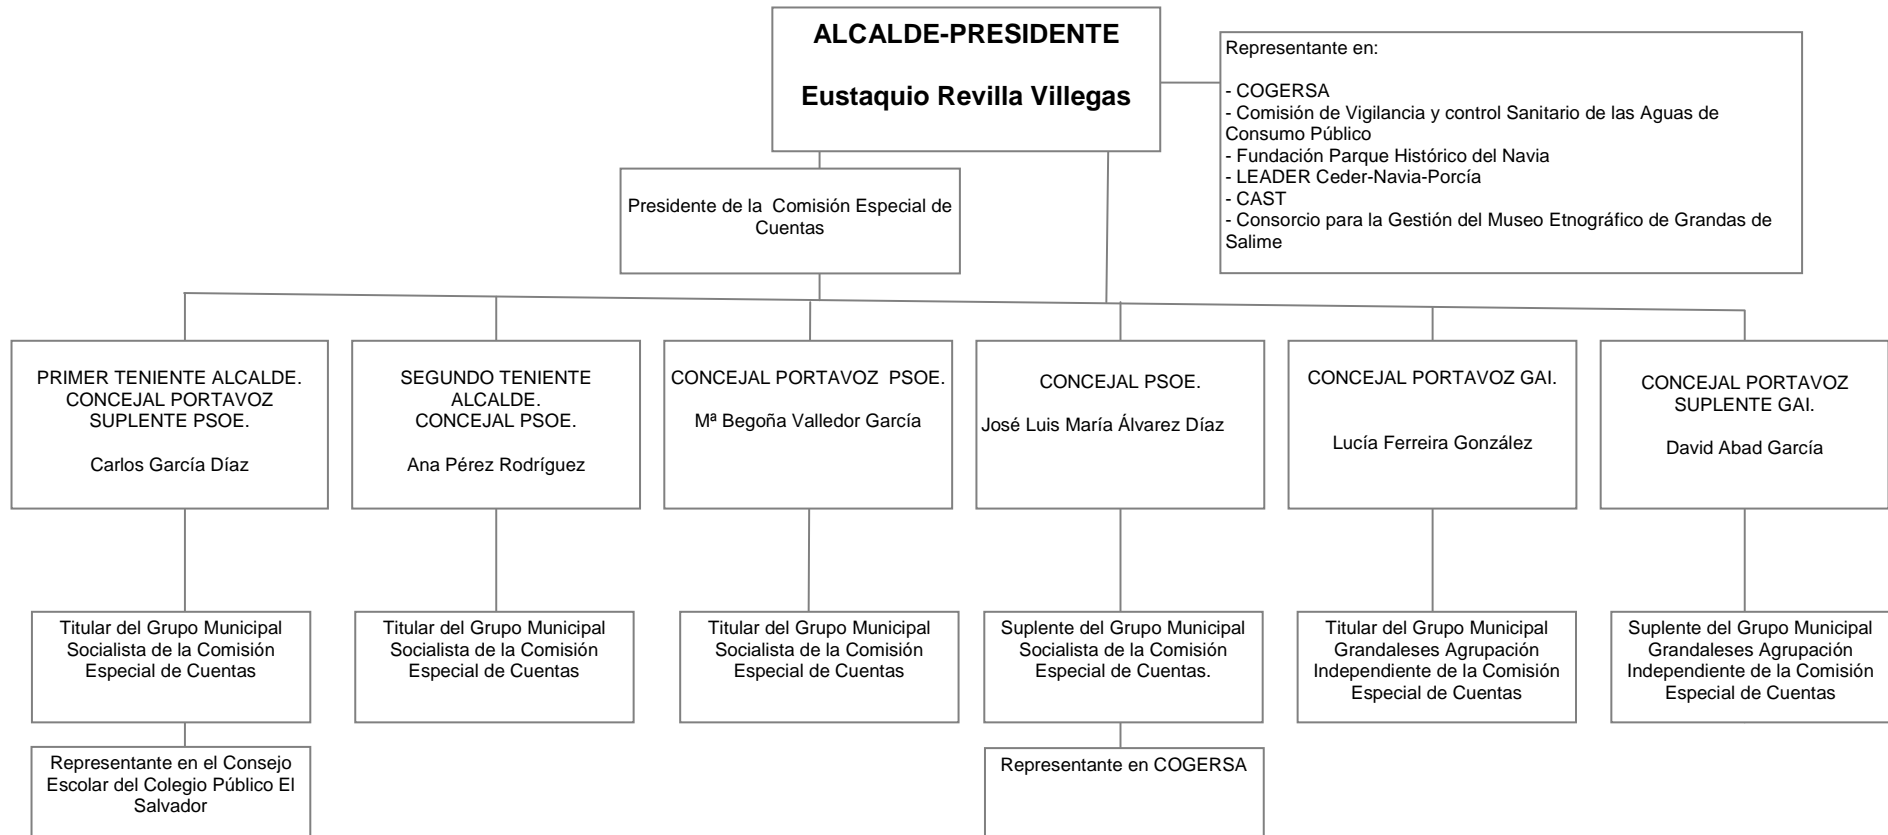 ALCALDE-PRESIDENTE
Eustaquio Revilla Villegas
Representante en:
- COGERSA
- Comisión de Vigilancia y control Sanitario de las Aguas de
Consumo Público
- Fundación Parque Histórico del Navia
- LEADER Ceder-Navia-Porcía
- CAST
- Consorcio para la Gestión del Museo Etnográfico de Grandas de
Salime
Presidente de la  Comisión Especial de
Cuentas
PRIMER TENIENTE ALCALDE.
CONCEJAL PORTAVOZ
SUPLENTE PSOE.
Carlos García Díaz
SEGUNDO TENIENTE
ALCALDE.
CONCEJAL PSOE.
Ana Pérez Rodríguez
CONCEJAL PORTAVOZ  PSOE.
Mª Begoña Valledor García
CONCEJAL PSOE.
José Luis María Álvarez Díaz
CONCEJAL PORTAVOZ GAI.
Lucía Ferreira González
CONCEJAL PORTAVOZ
SUPLENTE GAI.
David Abad García
Titular del Grupo Municipal
Socialista de la Comisión
Especial de Cuentas
Titular del Grupo Municipal
Socialista de la Comisión
Especial de Cuentas
Titular del Grupo Municipal
Socialista de la Comisión
Especial de Cuentas
Suplente del Grupo Municipal
Socialista de la Comisión
Especial de Cuentas.
Titular del Grupo Municipal
Grandaleses Agrupación
Independiente de la Comisión
Especial de Cuentas
Suplente del Grupo Municipal
Grandaleses Agrupación
Independiente de la Comisión
Especial de Cuentas
Representante en el Consejo
Escolar del Colegio Público El
Salvador
Representante en COGERSA